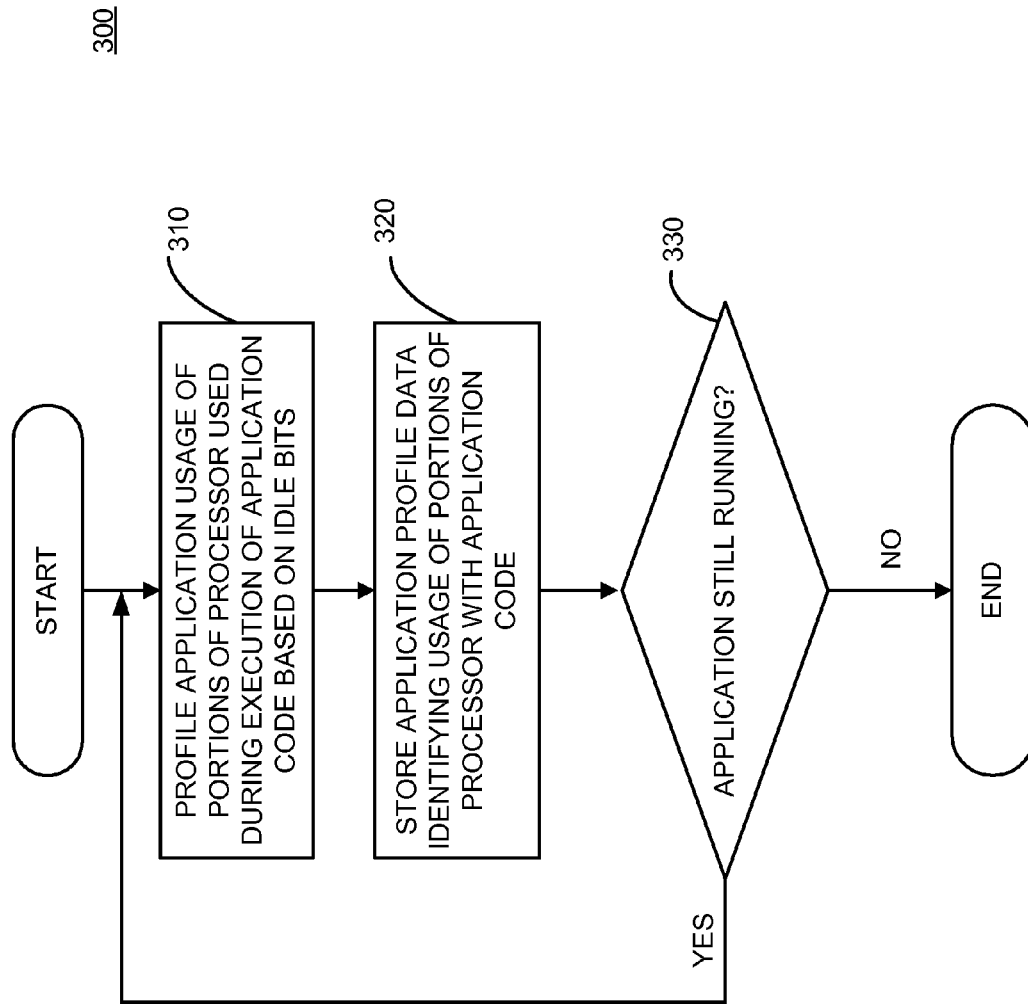 300
START
PROFILE APPLICATION USAGE OF
PORTIONS OF PROCESSOR USED
DURING EXECUTION OF APPLICATION
CODE BASED ON IDLE BITS
310
STORE APPLICATION PROFILE DATA
IDENTIFYING USAGE OF PORTIONS OF
PROCESSOR WITH APPLICATION
CODE
320
APPLICATION STILL RUNNING?
330
YES
NO
END